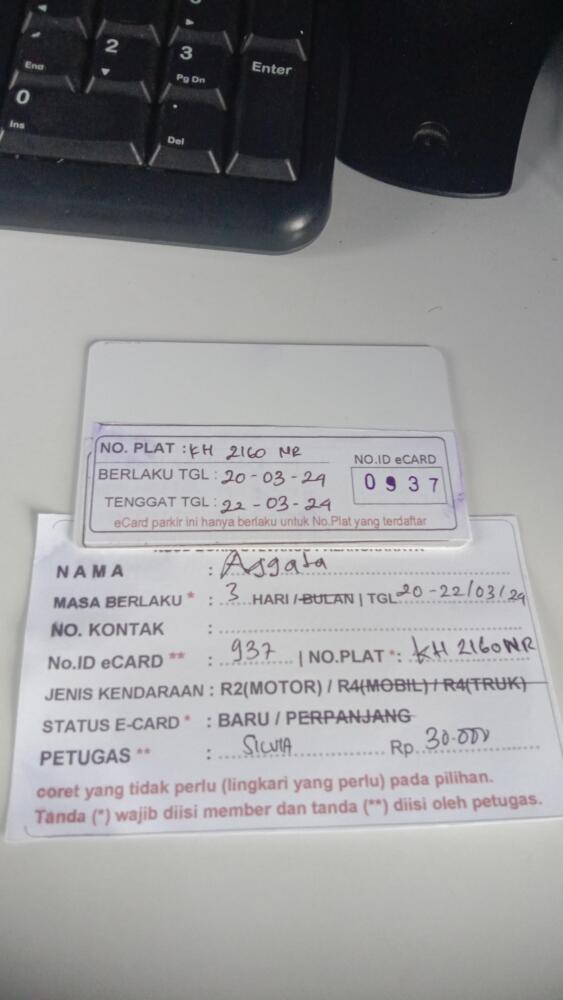 2
3
End
Pg Dn
Enter
0
Ins
Del
NO. PLAT : KH 2160 NR
BERLAKU TGL : 20-03-24
NO.ID eCARD
0937
TENGGAT TGL : 22-03-24
eCard parkir ini hanya berlaku untuk No.Plat yang terdaftar
NAMA : Asgata
MASA BERLAKU * : 3 HARI / BULAN | TGL 20-22/03/24
NO. KONTAK :
No.ID eCARD ** : 937 | NO.PLAT *: KH 2160 NR
JENIS KENDARAAN : R2(MOTOR) / R4(MOBIL) / R4(TRUK)
STATUS E-CARD * : BARU / PERPANJANG
PETUGAS ** : SILVIA Rp. 30.000
coret yang tidak perlu (lingkari yang perlu) pada pilihan.
Tanda (*) wajib diisi member dan tanda (**) diisi oleh petugas.